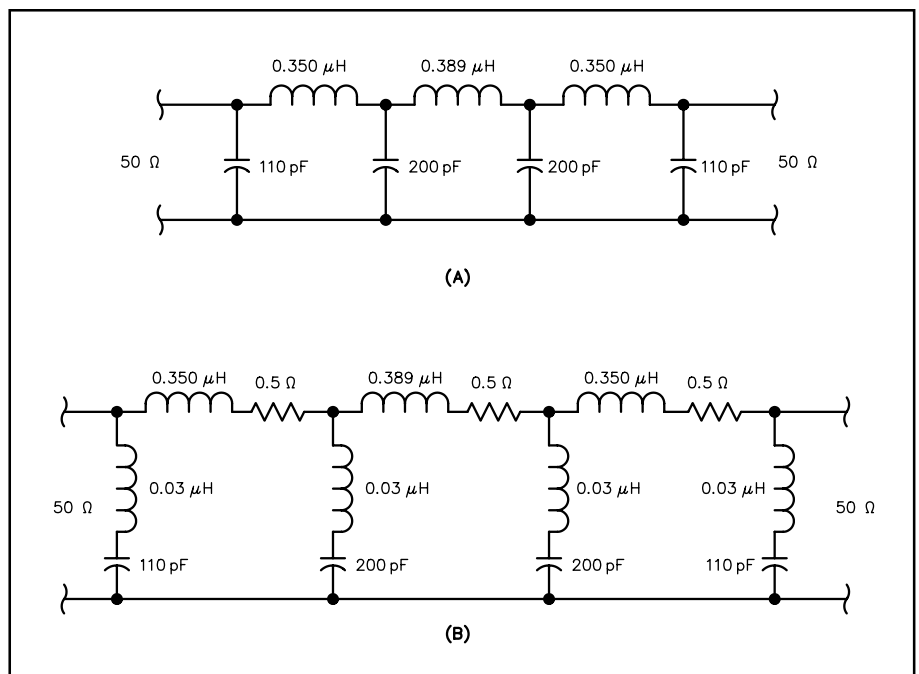 0.350 μH 0.389 μH 0.350 μH
50 Ω 110 pF 200 pF 200 pF 110 pF 50 Ω
(A)
0.350 μH 0.5 Ω 0.389 μH 0.5 Ω 0.350 μH 0.5 Ω
0.03 μH 0.03 μH 0.03 μH 0.03 μH
50 Ω 50 Ω
110 pF 200 pF 200 pF 110 pF
(B)